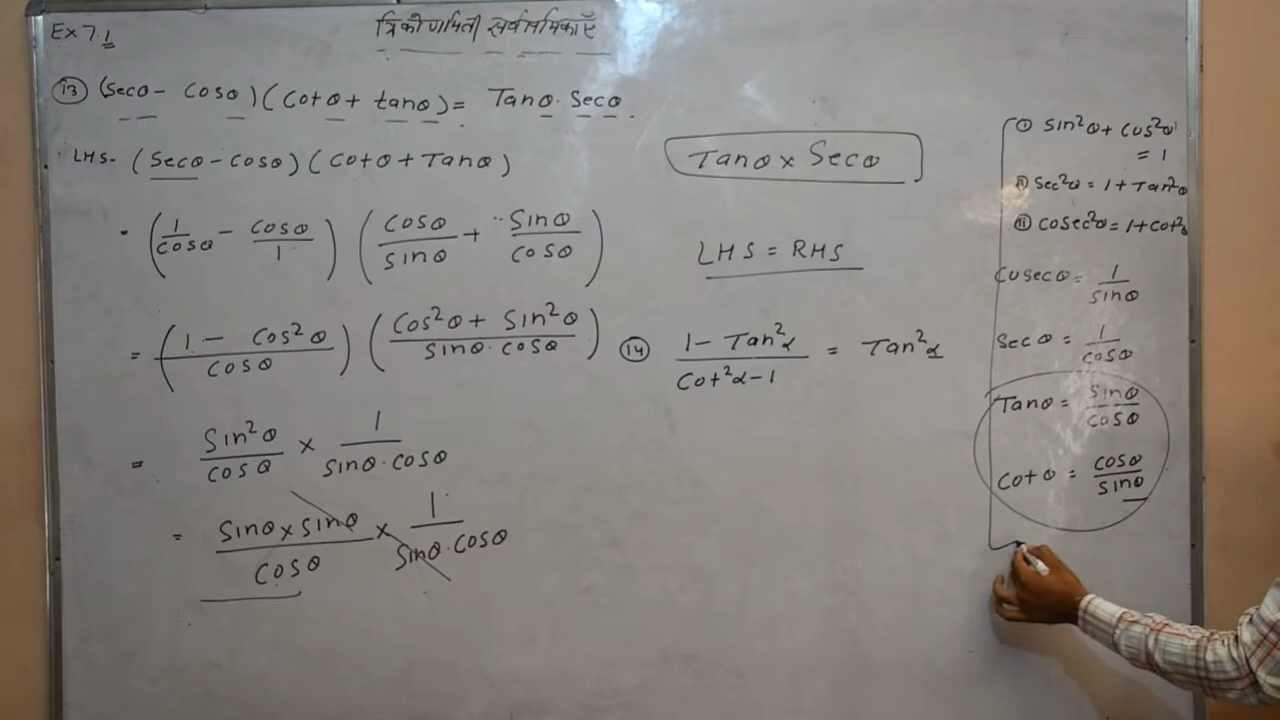 Ex 7.1
त्रिकोणमिती सर्वसमिकाएँ
(13) (Secθ - Cosθ)(Cotθ + tanθ) = Tanθ · Secθ.
LHS- (Secθ - Cosθ)(Cotθ + Tanθ)
(1/cosθ - cosθ/1) (cosθ/sinθ + Sinθ/cosθ)
= (1 - Cos²θ/cosθ) (Cos²θ + Sin²θ/Sinθ·cosθ)
= Sin²θ/cosθ × 1/Sinθ·cosθ
= Sinθ × Sinθ/cosθ × 1/Sinθ·cosθ
Tanθ × Secθ
LHS = RHS
(14) 1 - Tan²α/Cot²α - 1 = Tan²α
(i) Sin²θ + Cos²θ
= 1
(ii) Sec²θ = 1 + Tan²θ
(iii) Cosec²θ = 1 + Cot²θ
Cosecθ = 1/Sinθ
Secθ = 1/cosθ
Tanθ = Sinθ/cosθ
Cotθ = cosθ/Sinθ